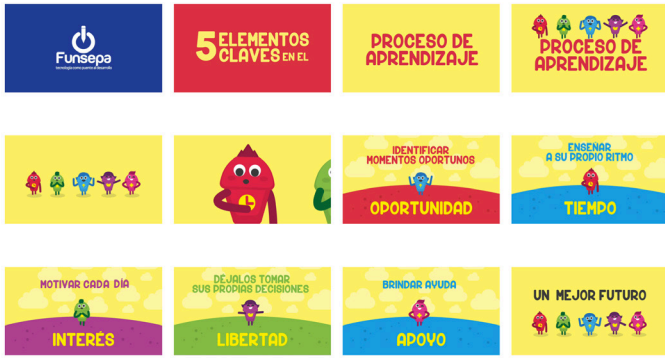 Funsepa
tecnología como puente al desarrollo
5 ELEMENTOS
CLAVES EN EL
PROCESO DE
APRENDIZAJE
PROCESO DE
APRENDIZAJE
IDENTIFICAR
MOMENTOS OPORTUNOS
OPORTUNIDAD
ENSEÑAR
A SU PROPIO RITMO
TIEMPO
MOTIVAR CADA DÍA
INTERÉS
DÉJALOS TOMAR
SUS PROPIAS DECISIONES
LIBERTAD
BRINDAR AYUDA
APOYO
UN MEJOR FUTURO